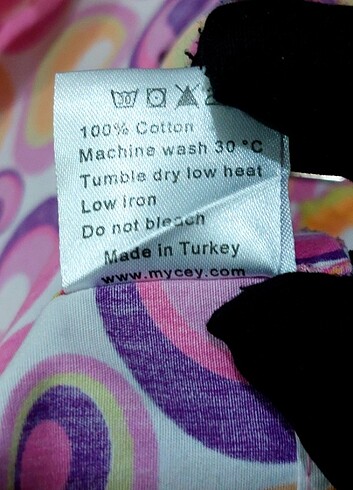 100% Cotton
Machine wash 30 °C
Tumble dry low heat
Low iron
Do not bleach
Made in Turkey
www.mycey.com